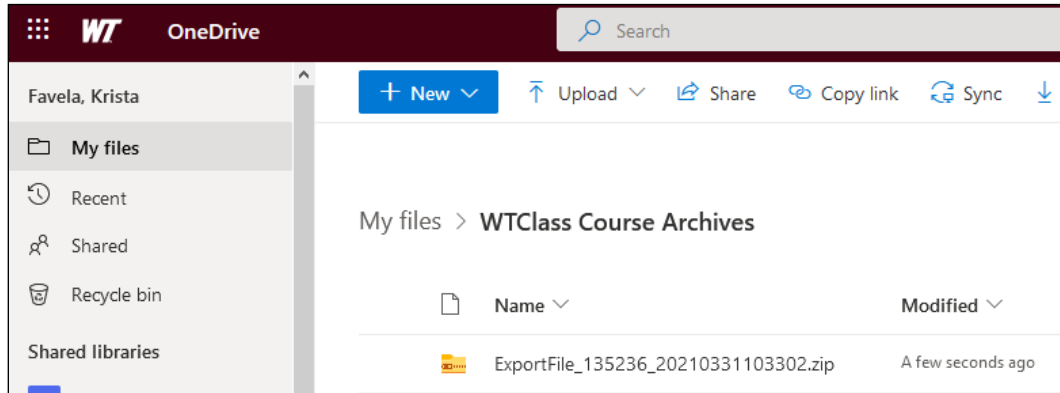 WT OneDrive Search
Favela, Krista
New Upload Share Copy link Sync
My files
Recent
Shared
Recycle bin
Shared libraries
My files > WTClass Course Archives
Name Modified
ExportFile_135236_20210331103302.zip A few seconds ago